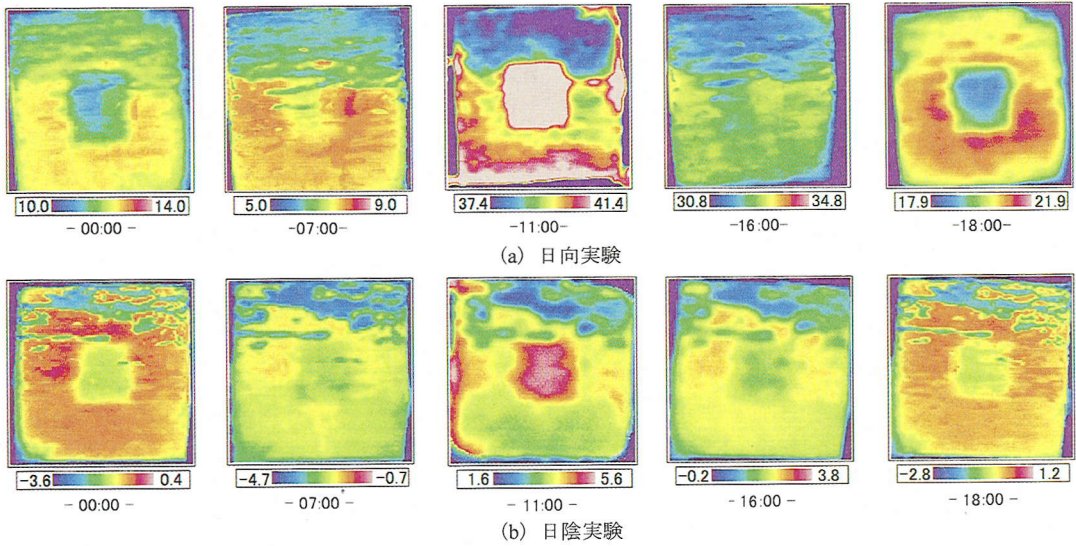 10.0 14.0 5.0 9.0 37.4 41.4 30.8 34.8 17.9 21.9
- 00:00 - -07:00- -11:00- -16:00- -18:00-
(a) 日向実験
-3.6 0.4 -4.7 -0.7 1.6 5.6 -0.2 3.8 -2.8 1.2
- 00:00 - - 07:00 - - 11:00 - - 16:00 - - 18:00 -
(b) 日陰実験